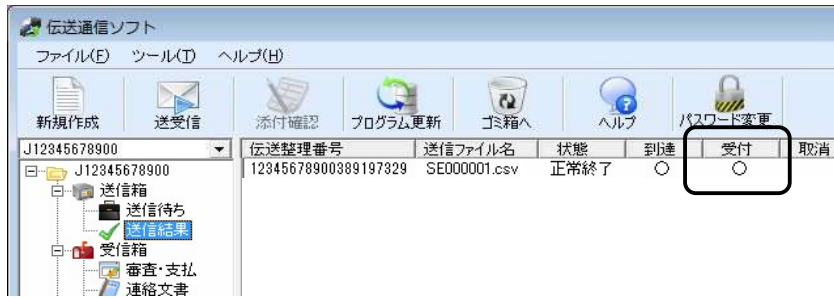 伝送通信ソフト
ファイル(F) ツール(T) ヘルプ(H)
新規作成 送受信 添付確認 プログラム更新 ゴミ箱へ ヘルプ パスワード変更
J12345678900
伝送整理番号 送信ファイル名 状態 到達 受付 取消
12345678900389197329 SE000001.csv 正常終了 ○ ○
J12345678900
送信箱
送信待ち
送信結果
受信箱
審査・支払
連絡文書